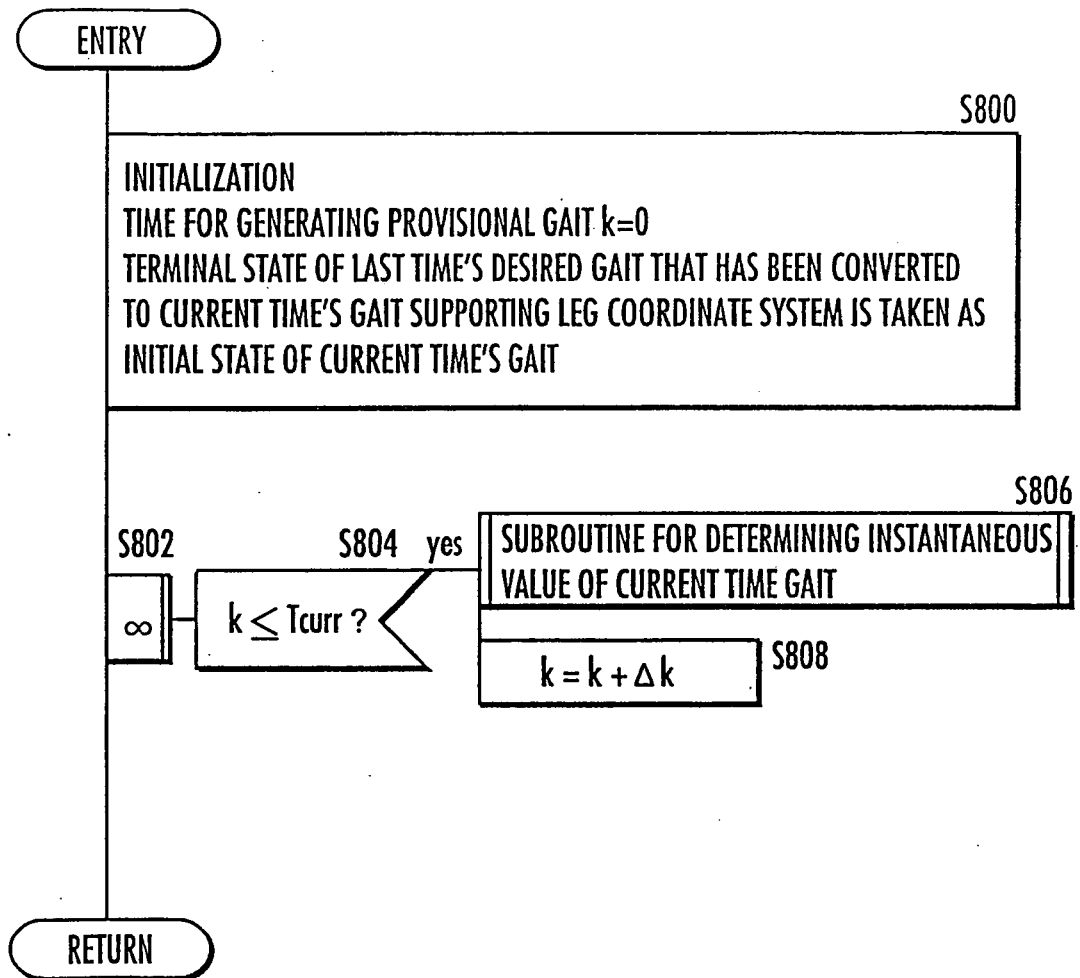 ENTRY
S800
INITIALIZATION
TIME FOR GENERATING PROVISIONAL GAIT k=0
TERMINAL STATE OF LAST TIME'S DESIRED GAIT THAT HAS BEEN CONVERTED
TO CURRENT TIME'S GAIT SUPPORTING LEG COORDINATE SYSTEM IS TAKEN AS
INITIAL STATE OF CURRENT TIME'S GAIT
S802
∞
S804 yes
k ≤ Tcurr ?
S806
SUBROUTINE FOR DETERMINING INSTANTANEOUS
VALUE OF CURRENT TIME GAIT
S808
k = k + Δ k
RETURN